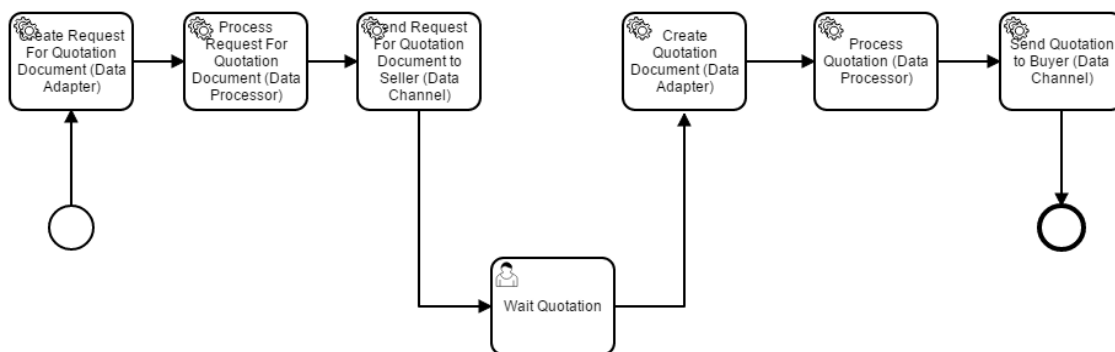 Create Request
For Quotation
Document (Data
Adapter)
Process
Request For
Quotation
Document (Data
Processor)
Send Request
For Quotation
Document to
Seller (Data
Channel)
Wait Quotation
Create
Quotation
Document (Data
Adapter)
Process
Quotation (Data
Processor)
Send Quotation
to Buyer (Data
Channel)